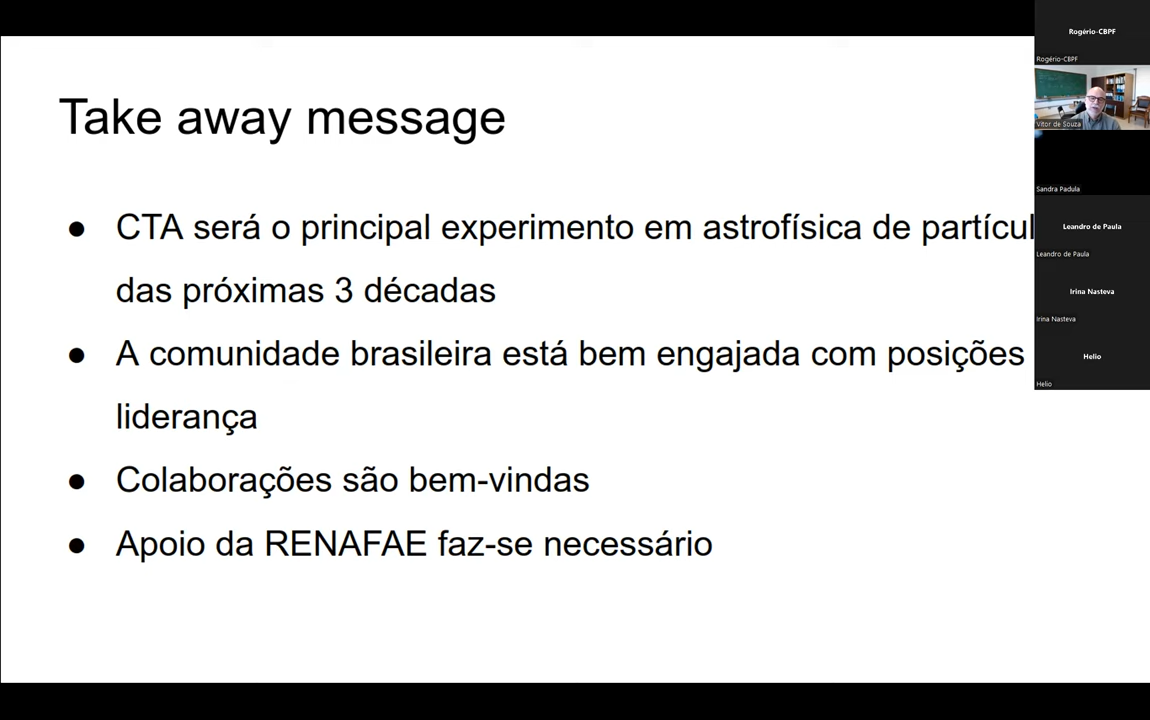 Take away message
● CTA será o principal experimento em astrofísica de
das próximas 3 décadas
● A comunidade brasileira está bem engajada com posições
liderança
● Colaborações são bem-vindas
● Apoio da RENAFAE faz-se necessário
Rogério-CBPF
Rogério-CBPF
Vitor de Souza
Sandra Padula
Leandro de Paula
Leandro de Paula
Irina Nasteva
Irina Nasteva
Helio
Helio